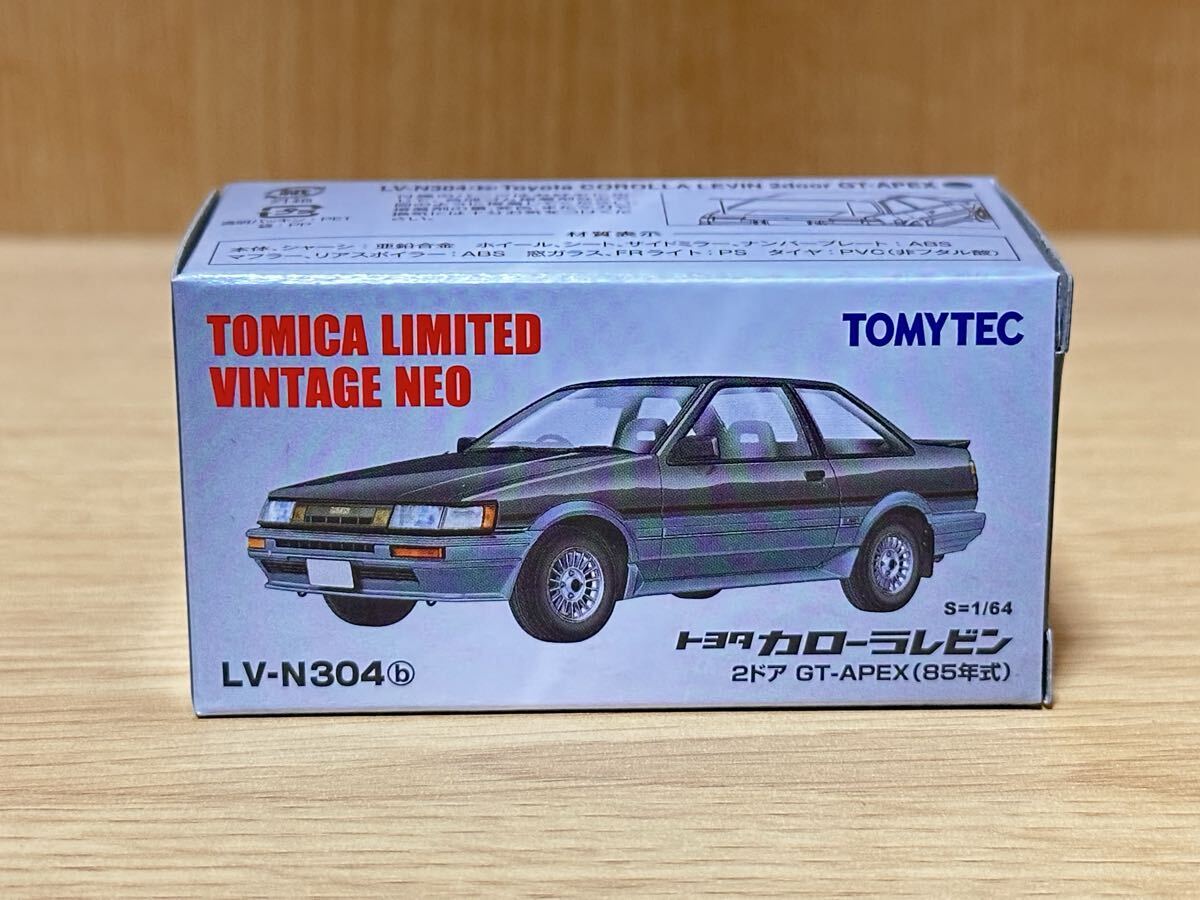 LV-N304 b Toyota COROLLA LEVIN 2door GT-APEX
PET
材質表示
本体、シャーシ:亜鉛合金 ホイール、シート、サイドミラー、ナンバープレート:ABS
マフラー、リアスポイラー:ABS 窓ガラス、FRライト:PS タイヤ:PVC(非フタル酸)
TOMICA LIMITED
VINTAGE NEO
TOMYTEC
S=1/64
トヨタ カローラレビン
2ドア GT-APEX(85年式)
LV-N304ⓑ